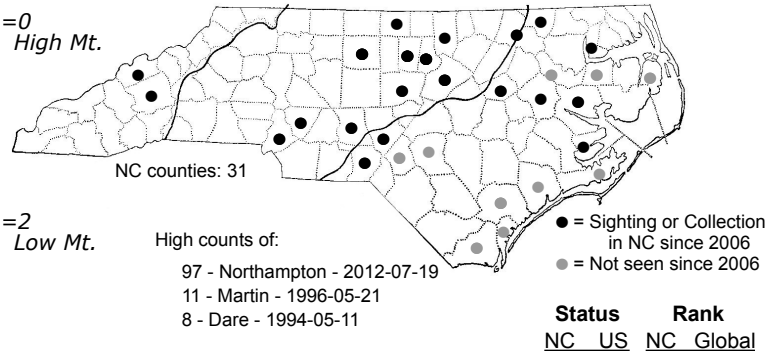 =0
High Mt.
NC counties: 31
=2
Low Mt.
High counts of:
97 - Northampton - 2012-07-19
11 - Martin - 1996-05-21
8 - Dare - 1994-05-11
= Sighting or Collection
in NC since 2006
= Not seen since 2006
Status Rank
NC US NC Global